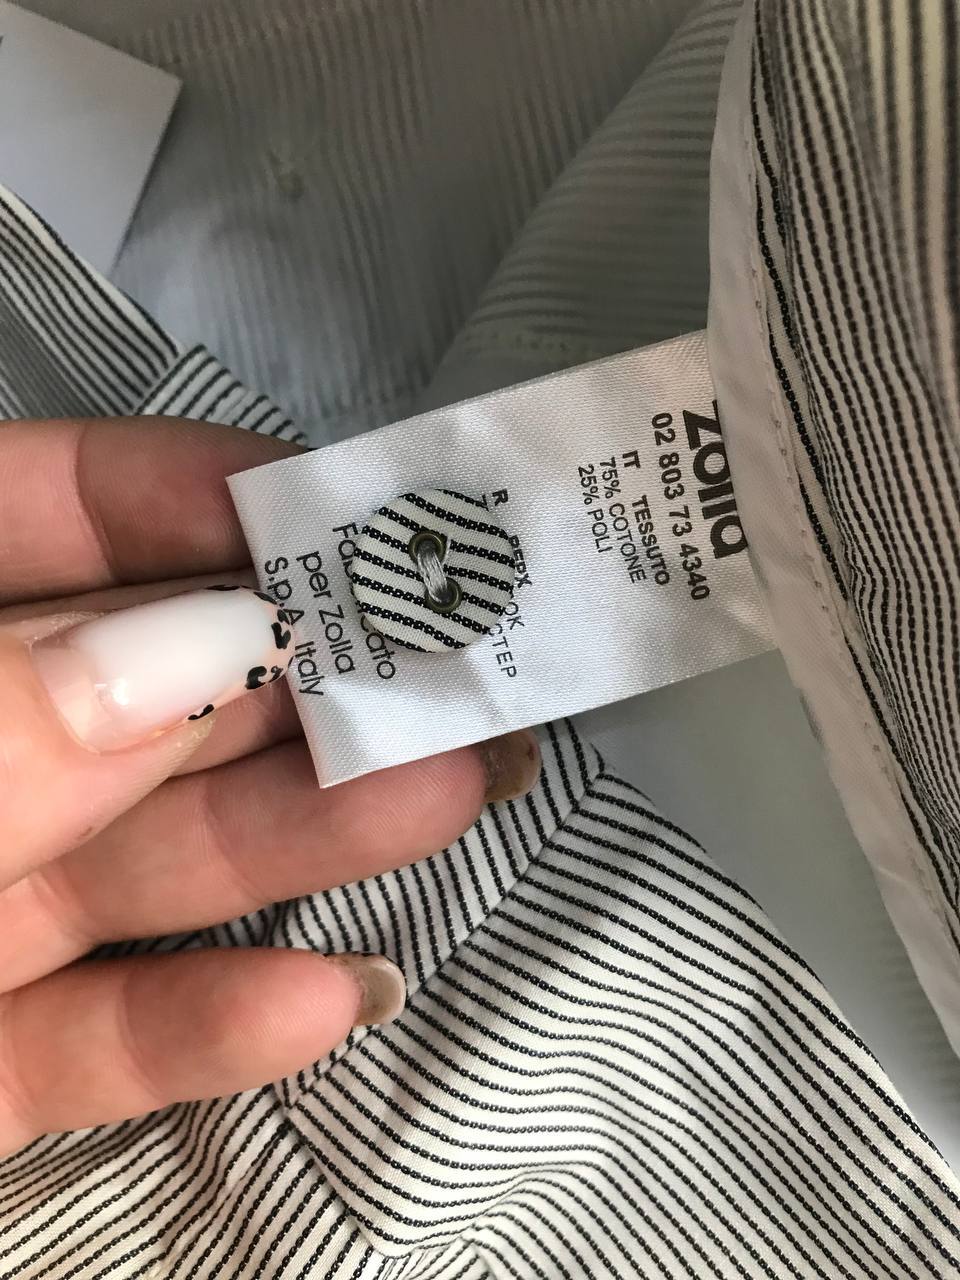 zolla
02 803 73 4340
IT TESSUTO
75% COTONE
25% POLI
per Zolla
S.p.A. Italy